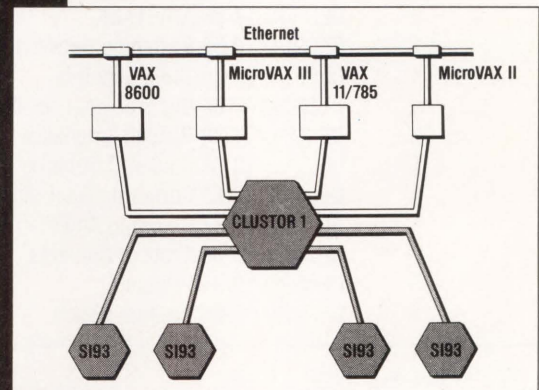 Ethernet
VAX
8600
MicroVAX III
VAX
11/785
MicroVAX II
CLUSTOR 1
SI93
SI93
SI93
SI93